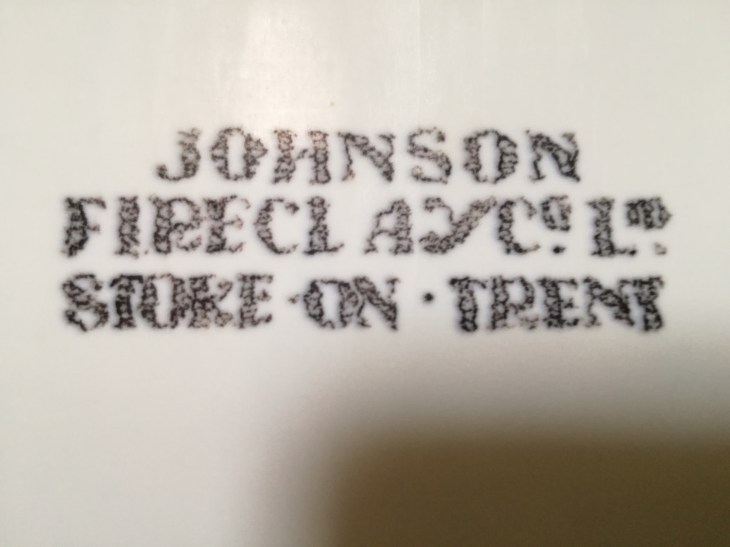 JOHNSON
FIRECLAY Co. LTD
STOKE·ON·TRENT